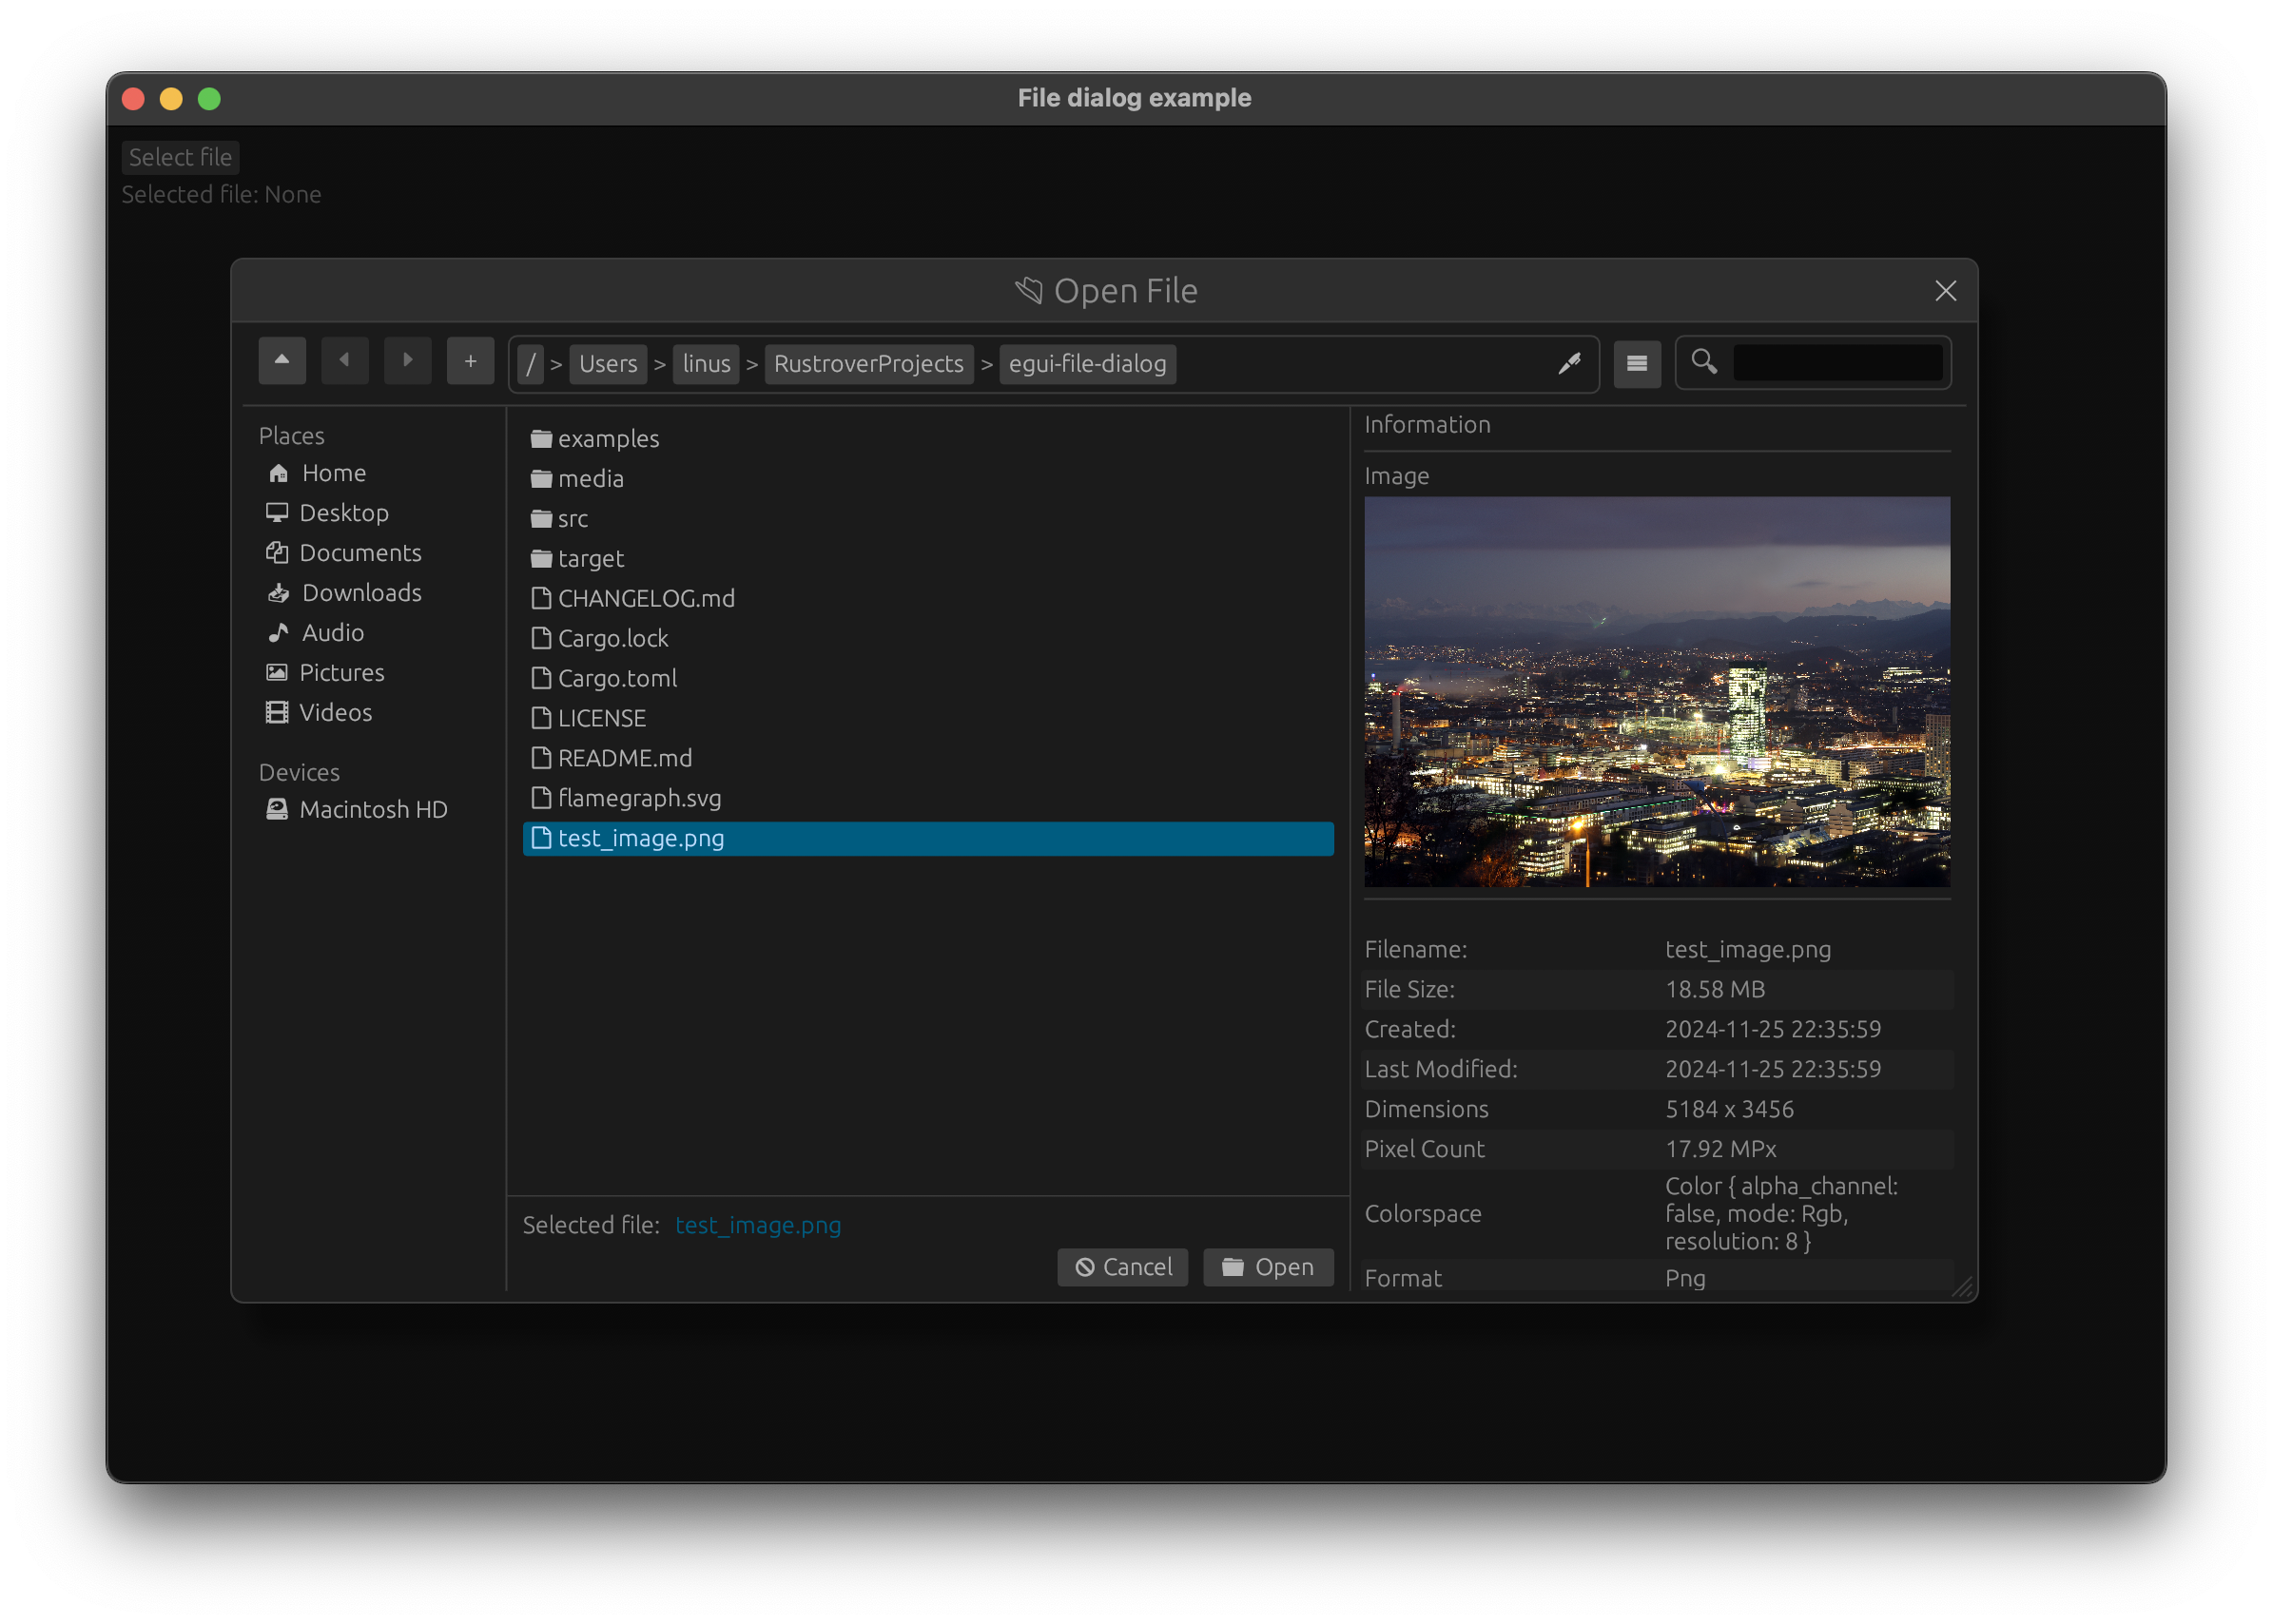 File dialog example
Select file
Selected file: None
Open File
+ / > Users > linus > RustroverProjects > egui-file-dialog
Places
Home
Desktop
Documents
Downloads
Audio
Pictures
Videos
Devices
Macintosh HD
examples
media
src
target
CHANGELOG.md
Cargo.lock
Cargo.toml
LICENSE
README.md
flamegraph.svg
test_image.png
Selected file: test_image.png
Cancel Open
Information
Image
Filename: test_image.png
File Size: 18.58 MB
Created: 2024-11-25 22:35:59
Last Modified: 2024-11-25 22:35:59
Dimensions 5184 x 3456
Pixel Count 17.92 MPx
Colorspace Color { alpha_channel:
false, mode: Rgb,
resolution: 8 }
Format Png